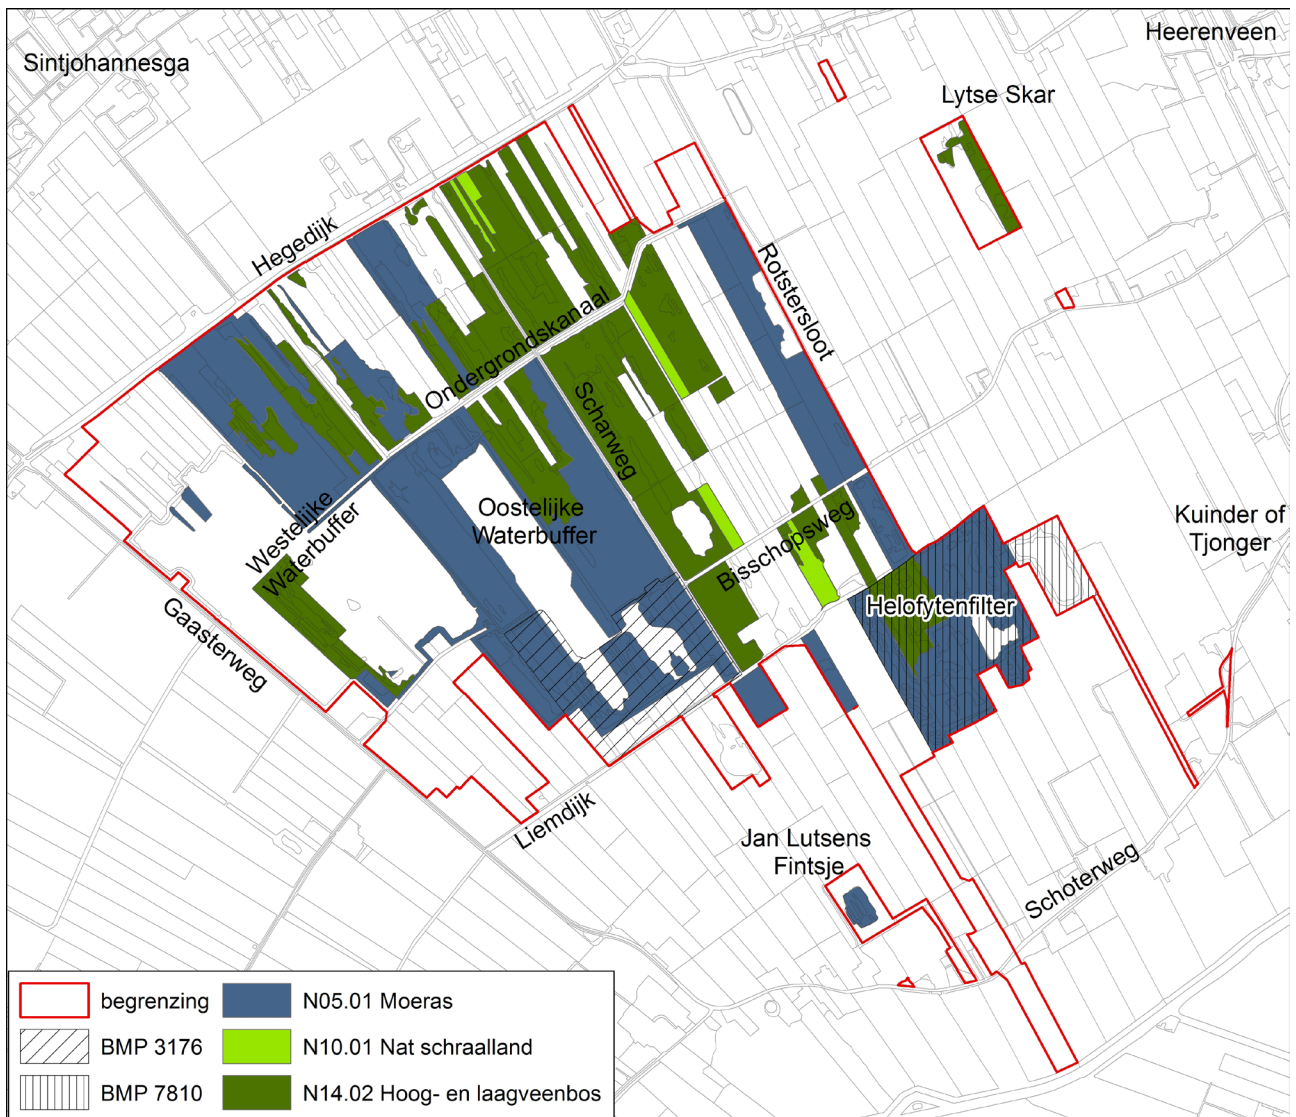 Sintjohannesga
Heerenveen
Lytse Skar
Hegedijk
Rotstersloot
Ondergrondskanaal
Scharweg
Oostelijke
Waterbuffer
Westelijke
Waterbuffer
Bisschopsweg
Kuinder of
Tjonger
Helofytenfilter
Gaasterweg
Liemdijk
Jan Lutsens
Fintsje
Schoterweg
begrenzing
N05.01 Moeras
BMP 3176
N10.01 Nat schraalland
BMP 7810
N14.02 Hoog- en laagveenbos